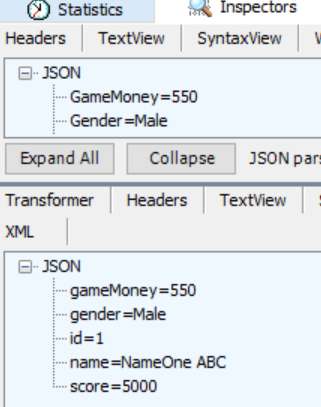 Statistics Inspectors
Headers TextView SyntaxView
JSON
GameMoney=550
Gender=Male
Expand All Collapse JSON pars
Transformer Headers TextView
XML
JSON
gameMoney=550
gender=Male
id=1
name=NameOne ABC
score=5000